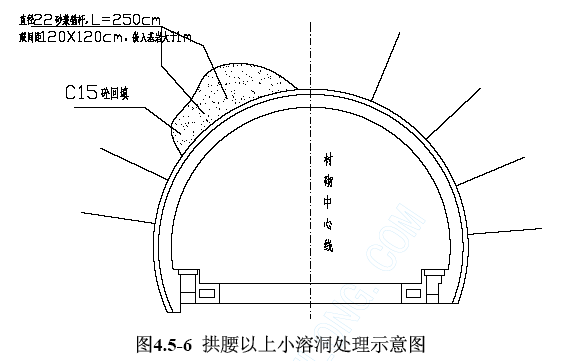 直径22砂浆锚杆,L=250cm
纵间距120X120cm,嵌入基岩大于1m
C15砼回填
衬砌中心线
图4.5-6 拱腰以上小溶洞处理示意图